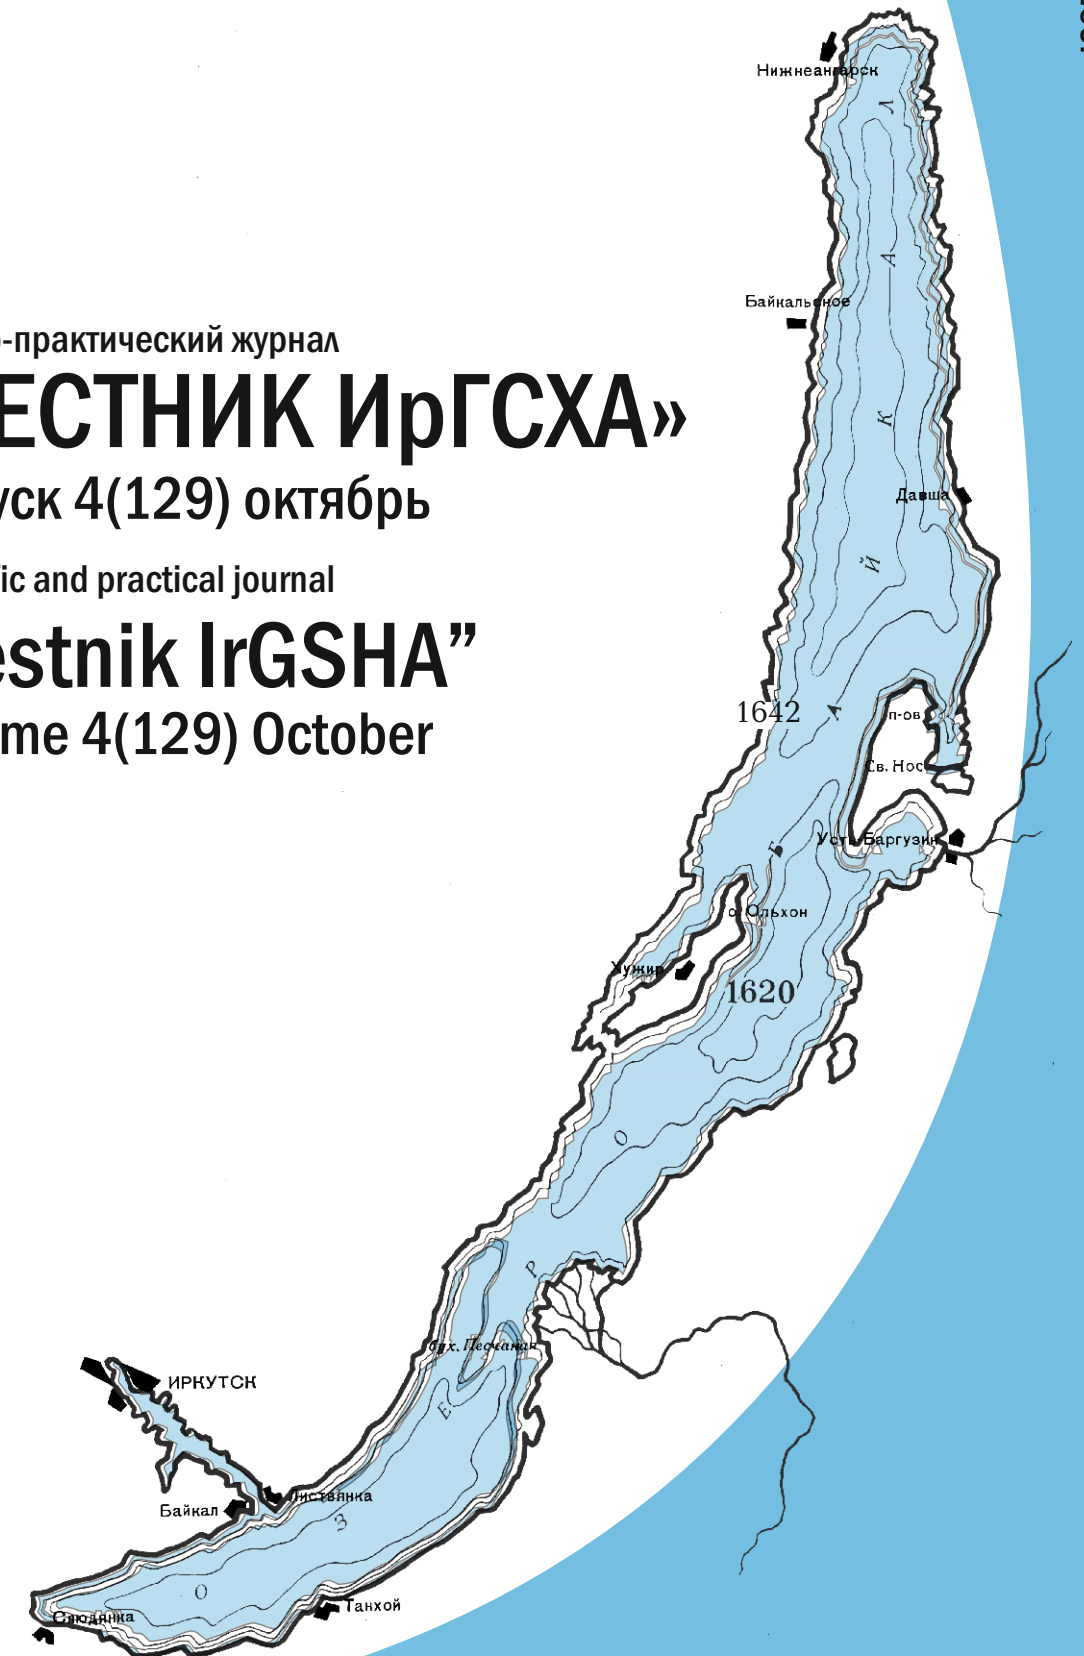 -практический журнал
ЕСТНИК ИрГСХА»
уск 4(129) октябрь
ic and practical journal
estnik IrGSHA”
me 4(129) October
Нижнеангарск
Байкальское
Давша
1642
п-ов
Св. Нос
Усть-Баргузин
о. Ольхон
Хужир
1620
О З Е Р О Б А Й К А Л
бух. Песчаная
ИРКУТСК
Листвянка
Байкал
Танхой
Слюдянка